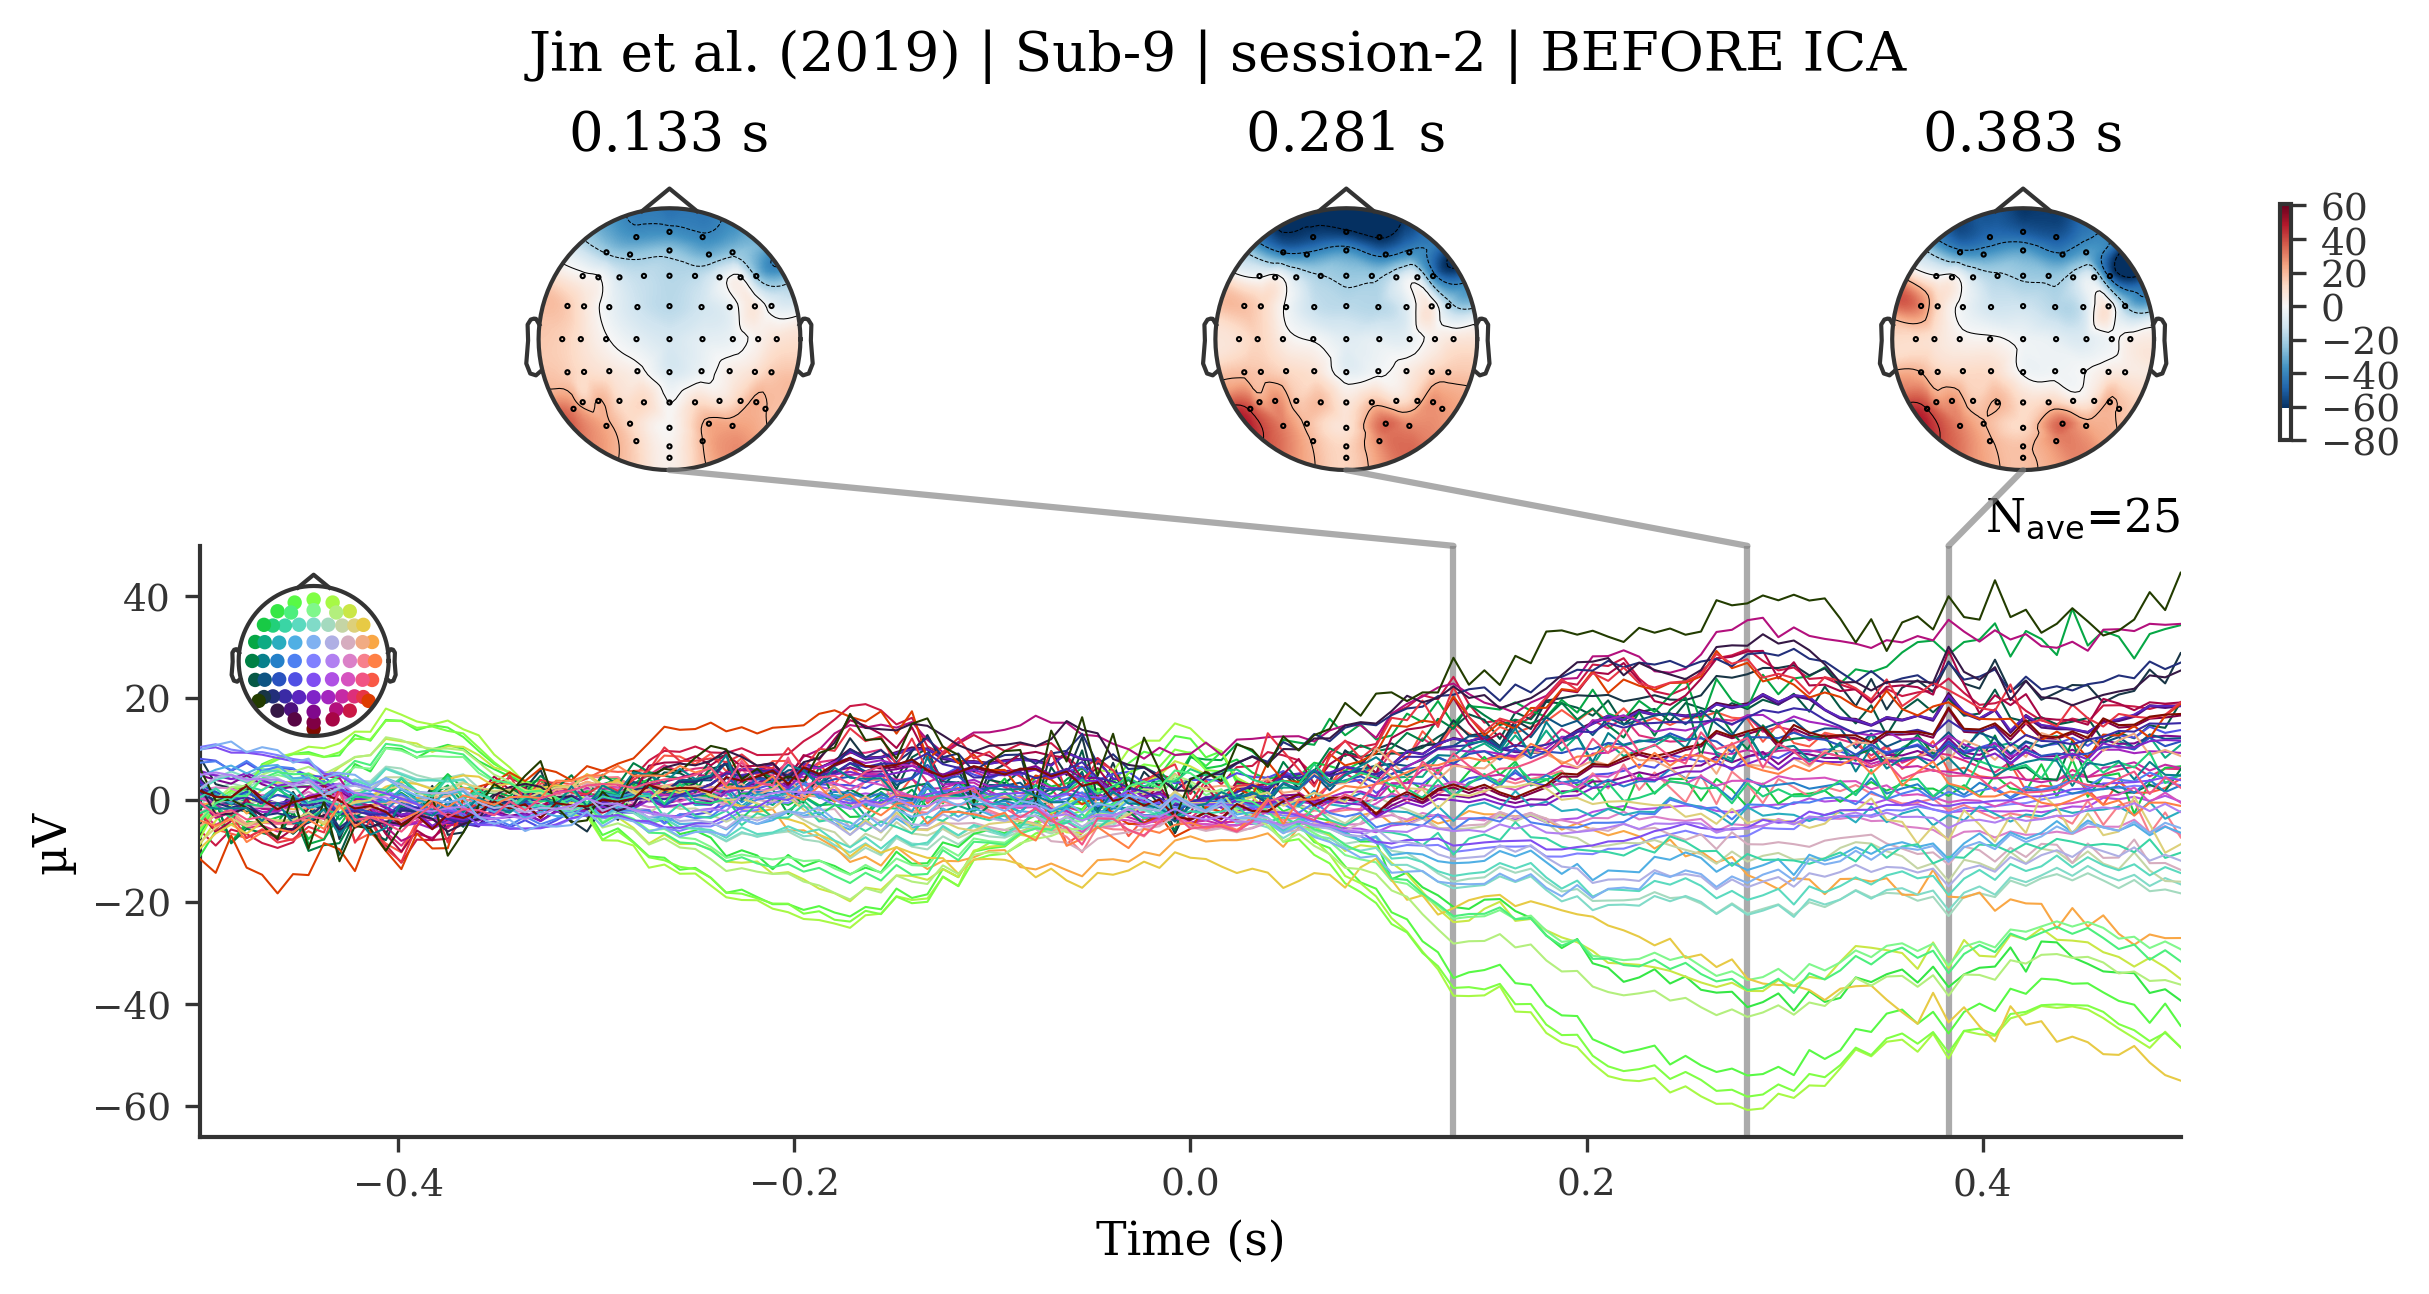 Jin et al. (2019) | Sub-9 | session-2 | BEFORE ICA
0.133 s
0.281 s
0.383 s
60
40
20
0
−20
−40
−60
−80
Nave=25
40
20
0
−20
−40
−60
µV
−0.4
−0.2
0.0
0.2
0.4
Time (s)